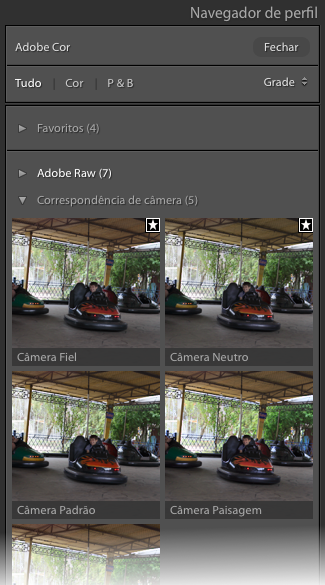 Navegador de perfil
Adobe Cor
Fechar
Tudo | Cor | P & B
Grade
Favoritos (4)
Adobe Raw (7)
Correspondência de câmera (5)
Câmera Fiel
Câmera Neutro
Câmera Padrão
Câmera Paisagem